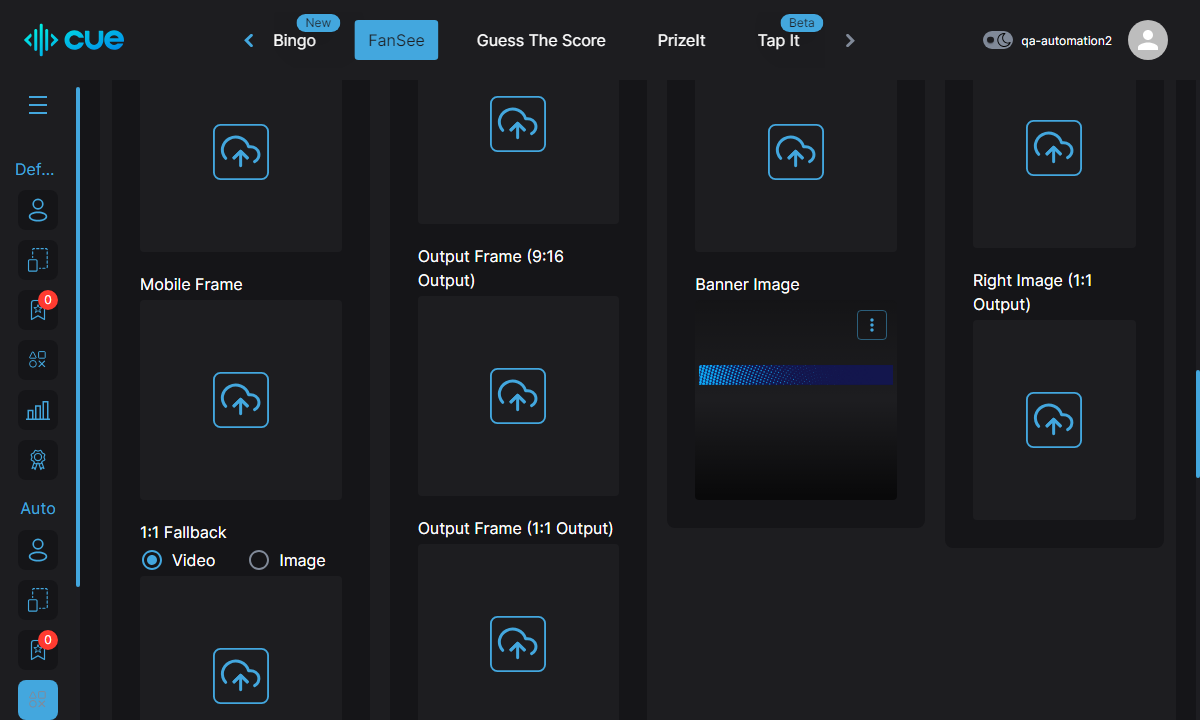 cue
Bingo
New
FanSee
Guess The Score
PrizeIt
Tap It
Beta
qa-automation2
Def...
0
Auto
0
Mobile Frame
1:1 Fallback
Video
Image
Output Frame (9:16
Output)
Output Frame (1:1 Output)
Banner Image
Right Image (1:1
Output)